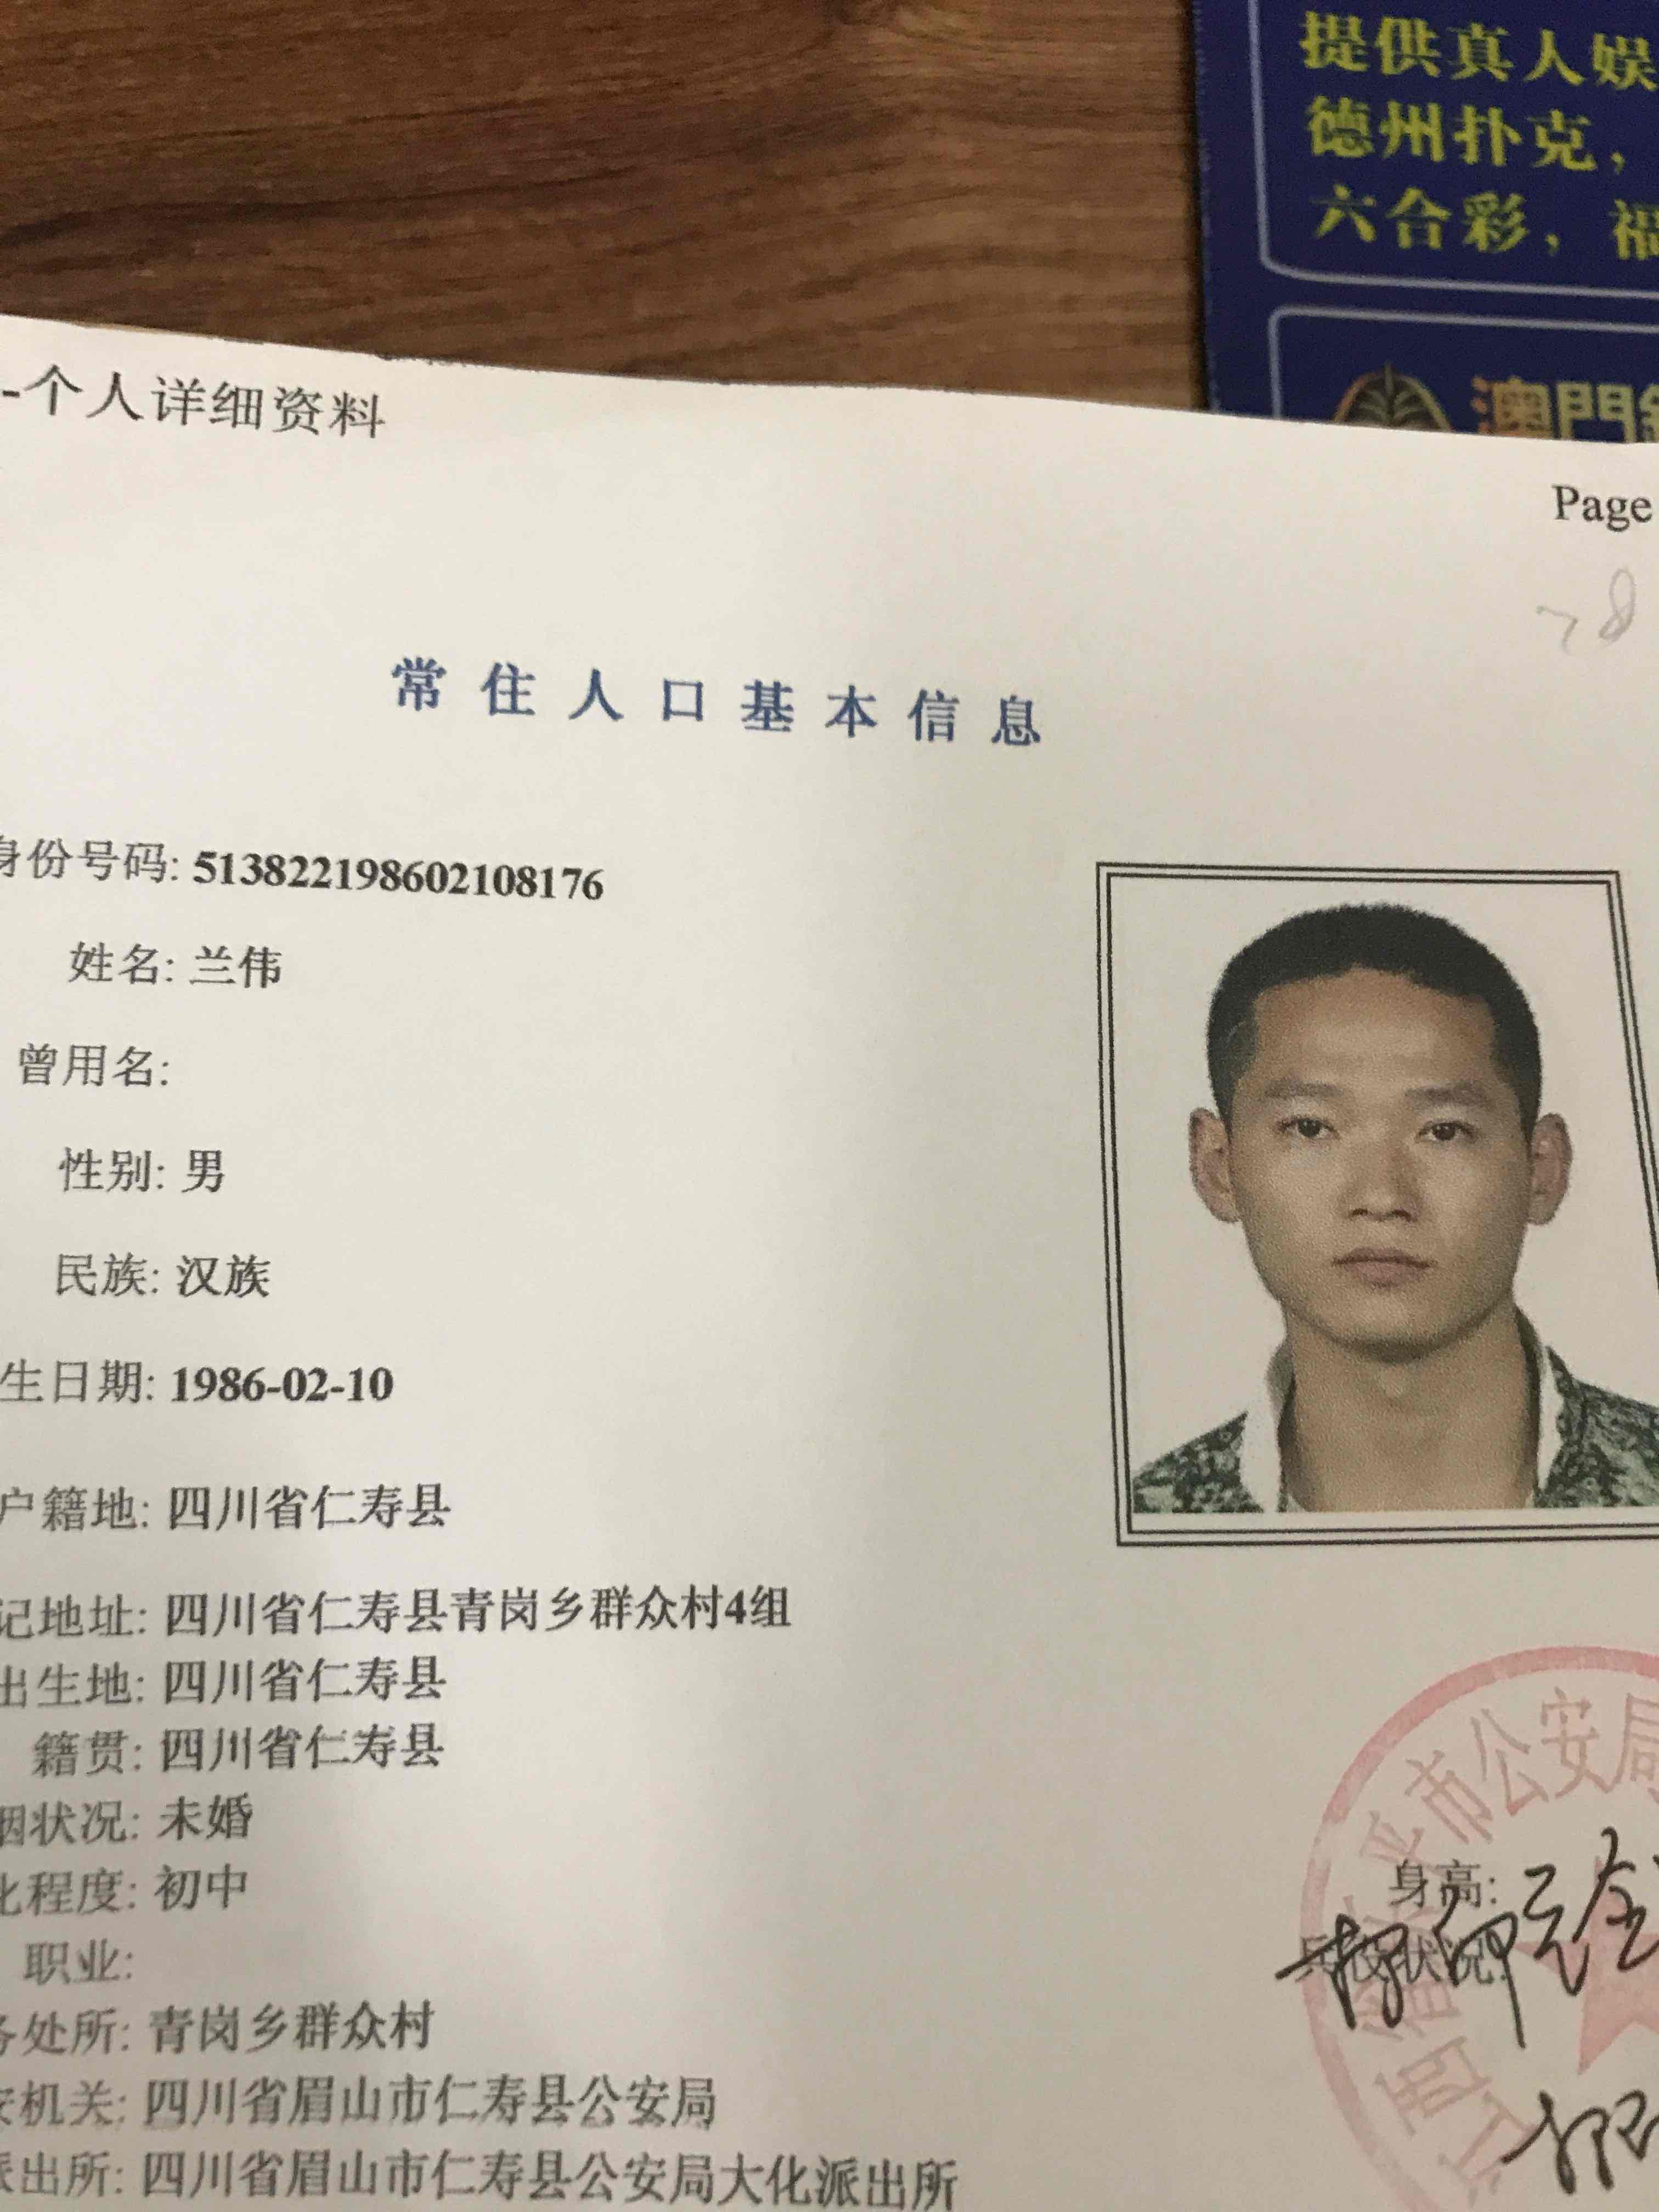 提供真人娱
德州扑克，
六合彩，福
澳門
-个人详细资料
Page
28
常住人口基本信息
身份号码: 513822198602108176
姓名: 兰伟
曾用名:
性别: 男
民族: 汉族
生日期: 1986-02-10
户籍地: 四川省仁寿县
记地址: 四川省仁寿县青岗乡群众村4组
出生地: 四川省仁寿县
籍贯: 四川省仁寿县
姻状况: 未婚
化程度: 初中
身高:
职业:
兵役状况:
务处所: 青岗乡群众村
安机关: 四川省眉山市仁寿县公安局
派出所: 四川省眉山市仁寿县公安局大化派出所
市公安局